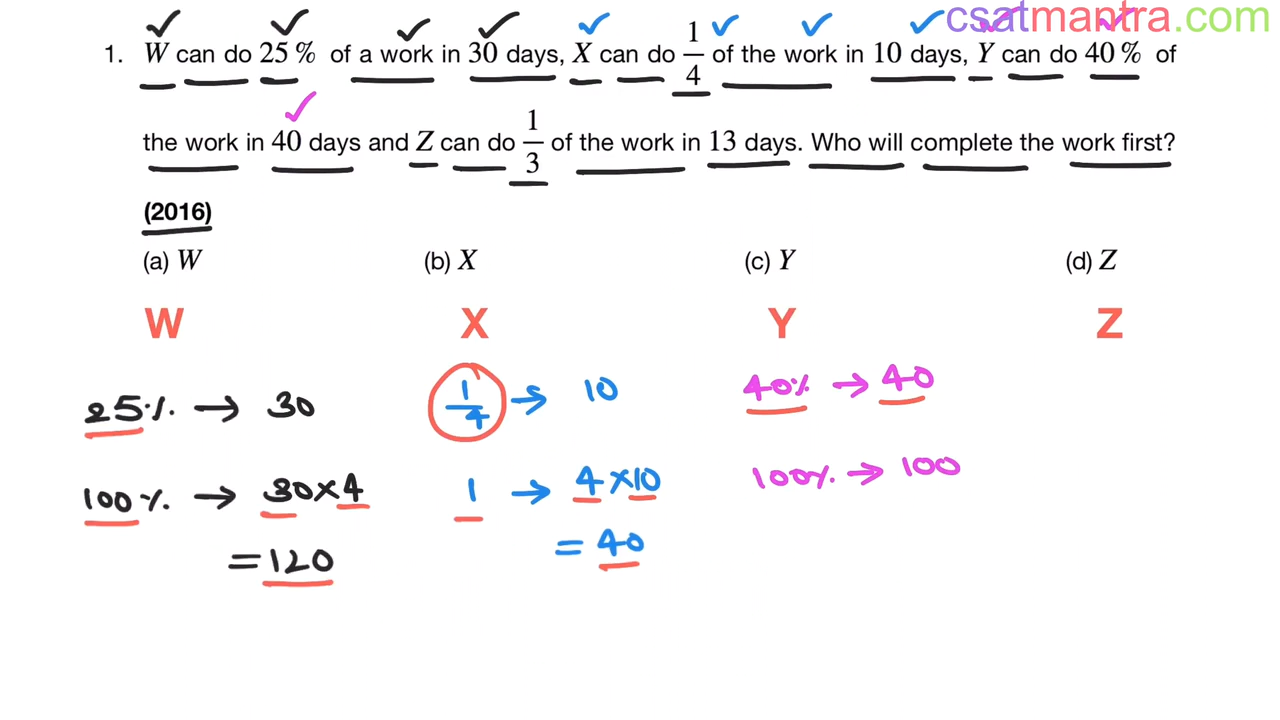 csatmantra.com
1. W can do 25 % of a work in 30 days, X can do 1/4 of the work in 10 days, Y can do 40 % of
the work in 40 days and Z can do 1/3 of the work in 13 days. Who will complete the work first?
(2016)
(a) W (b) X (c) Y (d) Z
W X Y Z
25% → 30 1/4 → 10 40% → 40
100% → 30×4 1 → 4×10 100% → 100
= 120 = 40